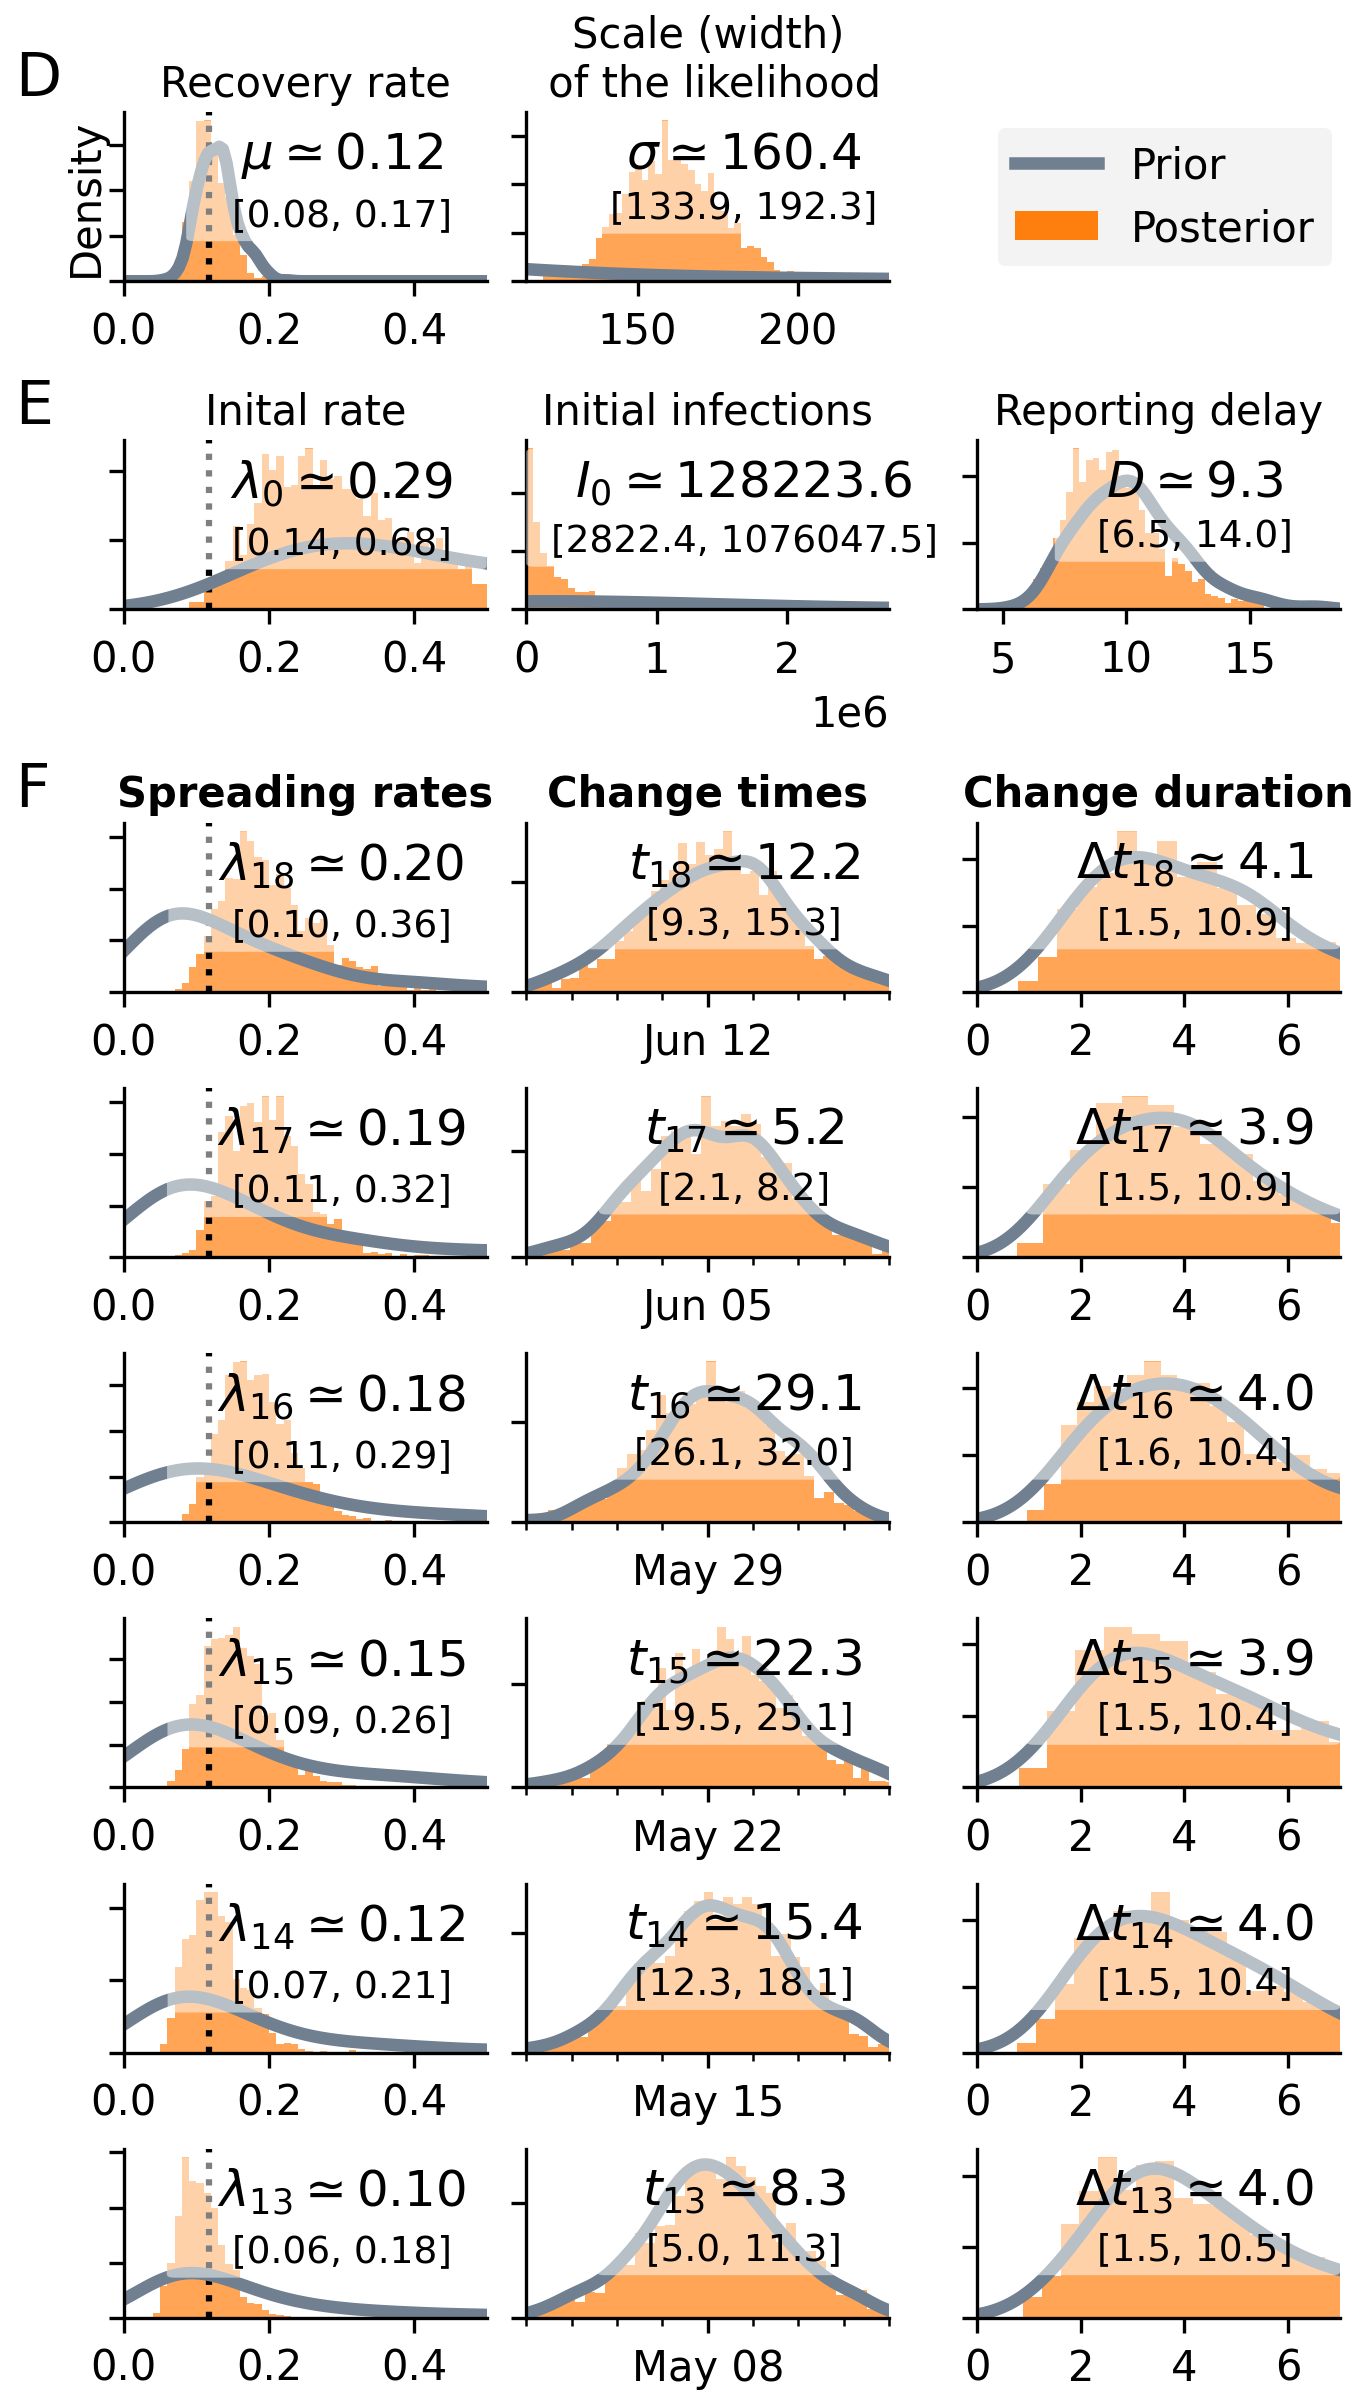 D
Recovery rate
Scale (width)
of the likelihood
Density
μ ≃ 0.12
[0.08, 0.17]
0.0 0.2 0.4
σ ≃ 160.4
[133.9, 192.3]
150 200
Prior
Posterior
E
Inital rate
λ0 ≃ 0.29
[0.14, 0.68]
0.0 0.2 0.4
Initial infections
I0 ≃ 128223.6
[2822.4, 1076047.5]
0 1 2
1e6
Reporting delay
D ≃ 9.3
[6.5, 14.0]
5 10 15
F
Spreading rates
Change times
Change duration
λ18 ≃ 0.20
[0.10, 0.36]
0.0 0.2 0.4
t18 ≃ 12.2
[9.3, 15.3]
Jun 12
Δt18 ≃ 4.1
[1.5, 10.9]
0 2 4 6
λ17 ≃ 0.19
[0.11, 0.32]
0.0 0.2 0.4
t17 ≃ 5.2
[2.1, 8.2]
Jun 05
Δt17 ≃ 3.9
[1.5, 10.9]
0 2 4 6
λ16 ≃ 0.18
[0.11, 0.29]
0.0 0.2 0.4
t16 ≃ 29.1
[26.1, 32.0]
May 29
Δt16 ≃ 4.0
[1.6, 10.4]
0 2 4 6
λ15 ≃ 0.15
[0.09, 0.26]
0.0 0.2 0.4
t15 ≃ 22.3
[19.5, 25.1]
May 22
Δt15 ≃ 3.9
[1.5, 10.4]
0 2 4 6
λ14 ≃ 0.12
[0.07, 0.21]
0.0 0.2 0.4
t14 ≃ 15.4
[12.3, 18.1]
May 15
Δt14 ≃ 4.0
[1.5, 10.4]
0 2 4 6
λ13 ≃ 0.10
[0.06, 0.18]
0.0 0.2 0.4
t13 ≃ 8.3
[5.0, 11.3]
May 08
Δt13 ≃ 4.0
[1.5, 10.5]
0 2 4 6